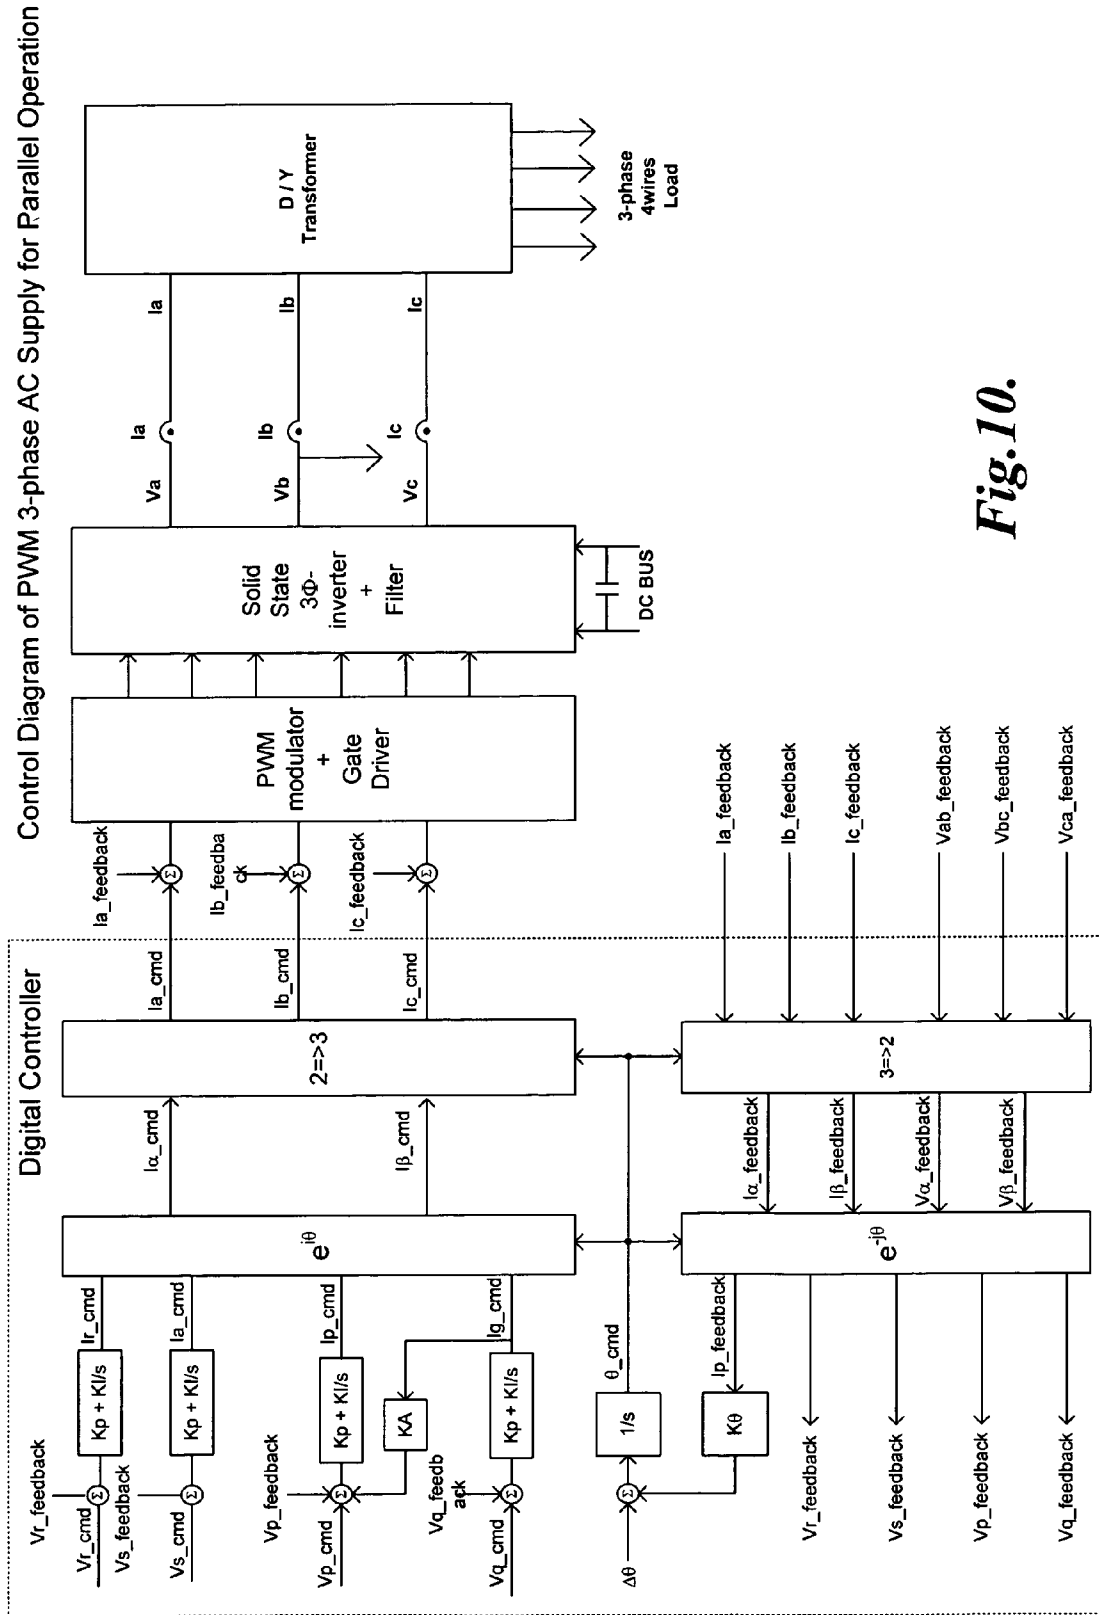 Control Diagram of PWM 3-phase AC Supply for Parallel Operation
Digital Controller
Vr_feedback
Vr_cmd
Σ
Kp + KI/s
Ir_cmd
Vs_feedback
Vs_cmd
Σ
Kp + KI/s
Ia_cmd
Vp_feedback
Vp_cmd
Σ
Kp + KI/s
Ip_cmd
KA
Vq_feedb
ack
Vq_cmd
Σ
Kp + KI/s
Ig_cmd
e^iθ
Iα_cmd
Iβ_cmd
2=>3
Ia_cmd
Ib_cmd
Ic_cmd
Ia_feedback
Σ
Ib_feedba
ck
Σ
Ic_feedback
Σ
PWM
modulator
+
Gate
Driver
Solid
State
3Φ-
inverter
+
Filter
DC BUS
Va
Ia
Ia
Vb
Ib
Ib
Vc
Ic
Ic
D / Y
Transformer
3-phase
4wires
Load
Δθ
Σ
1/s
θ_cmd
Kθ
Ip_feedback
Vr_feedback
Vs_feedback
Vp_feedback
Vq_feedback
e^-jθ
Iα_feedback
Iβ_feedback
Vα_feedback
Vβ_feedback
3=>2
Ia_feedback
Ib_feedback
Ic_feedback
Vab_feedback
Vbc_feedback
Vca_feedback
Fig.10.